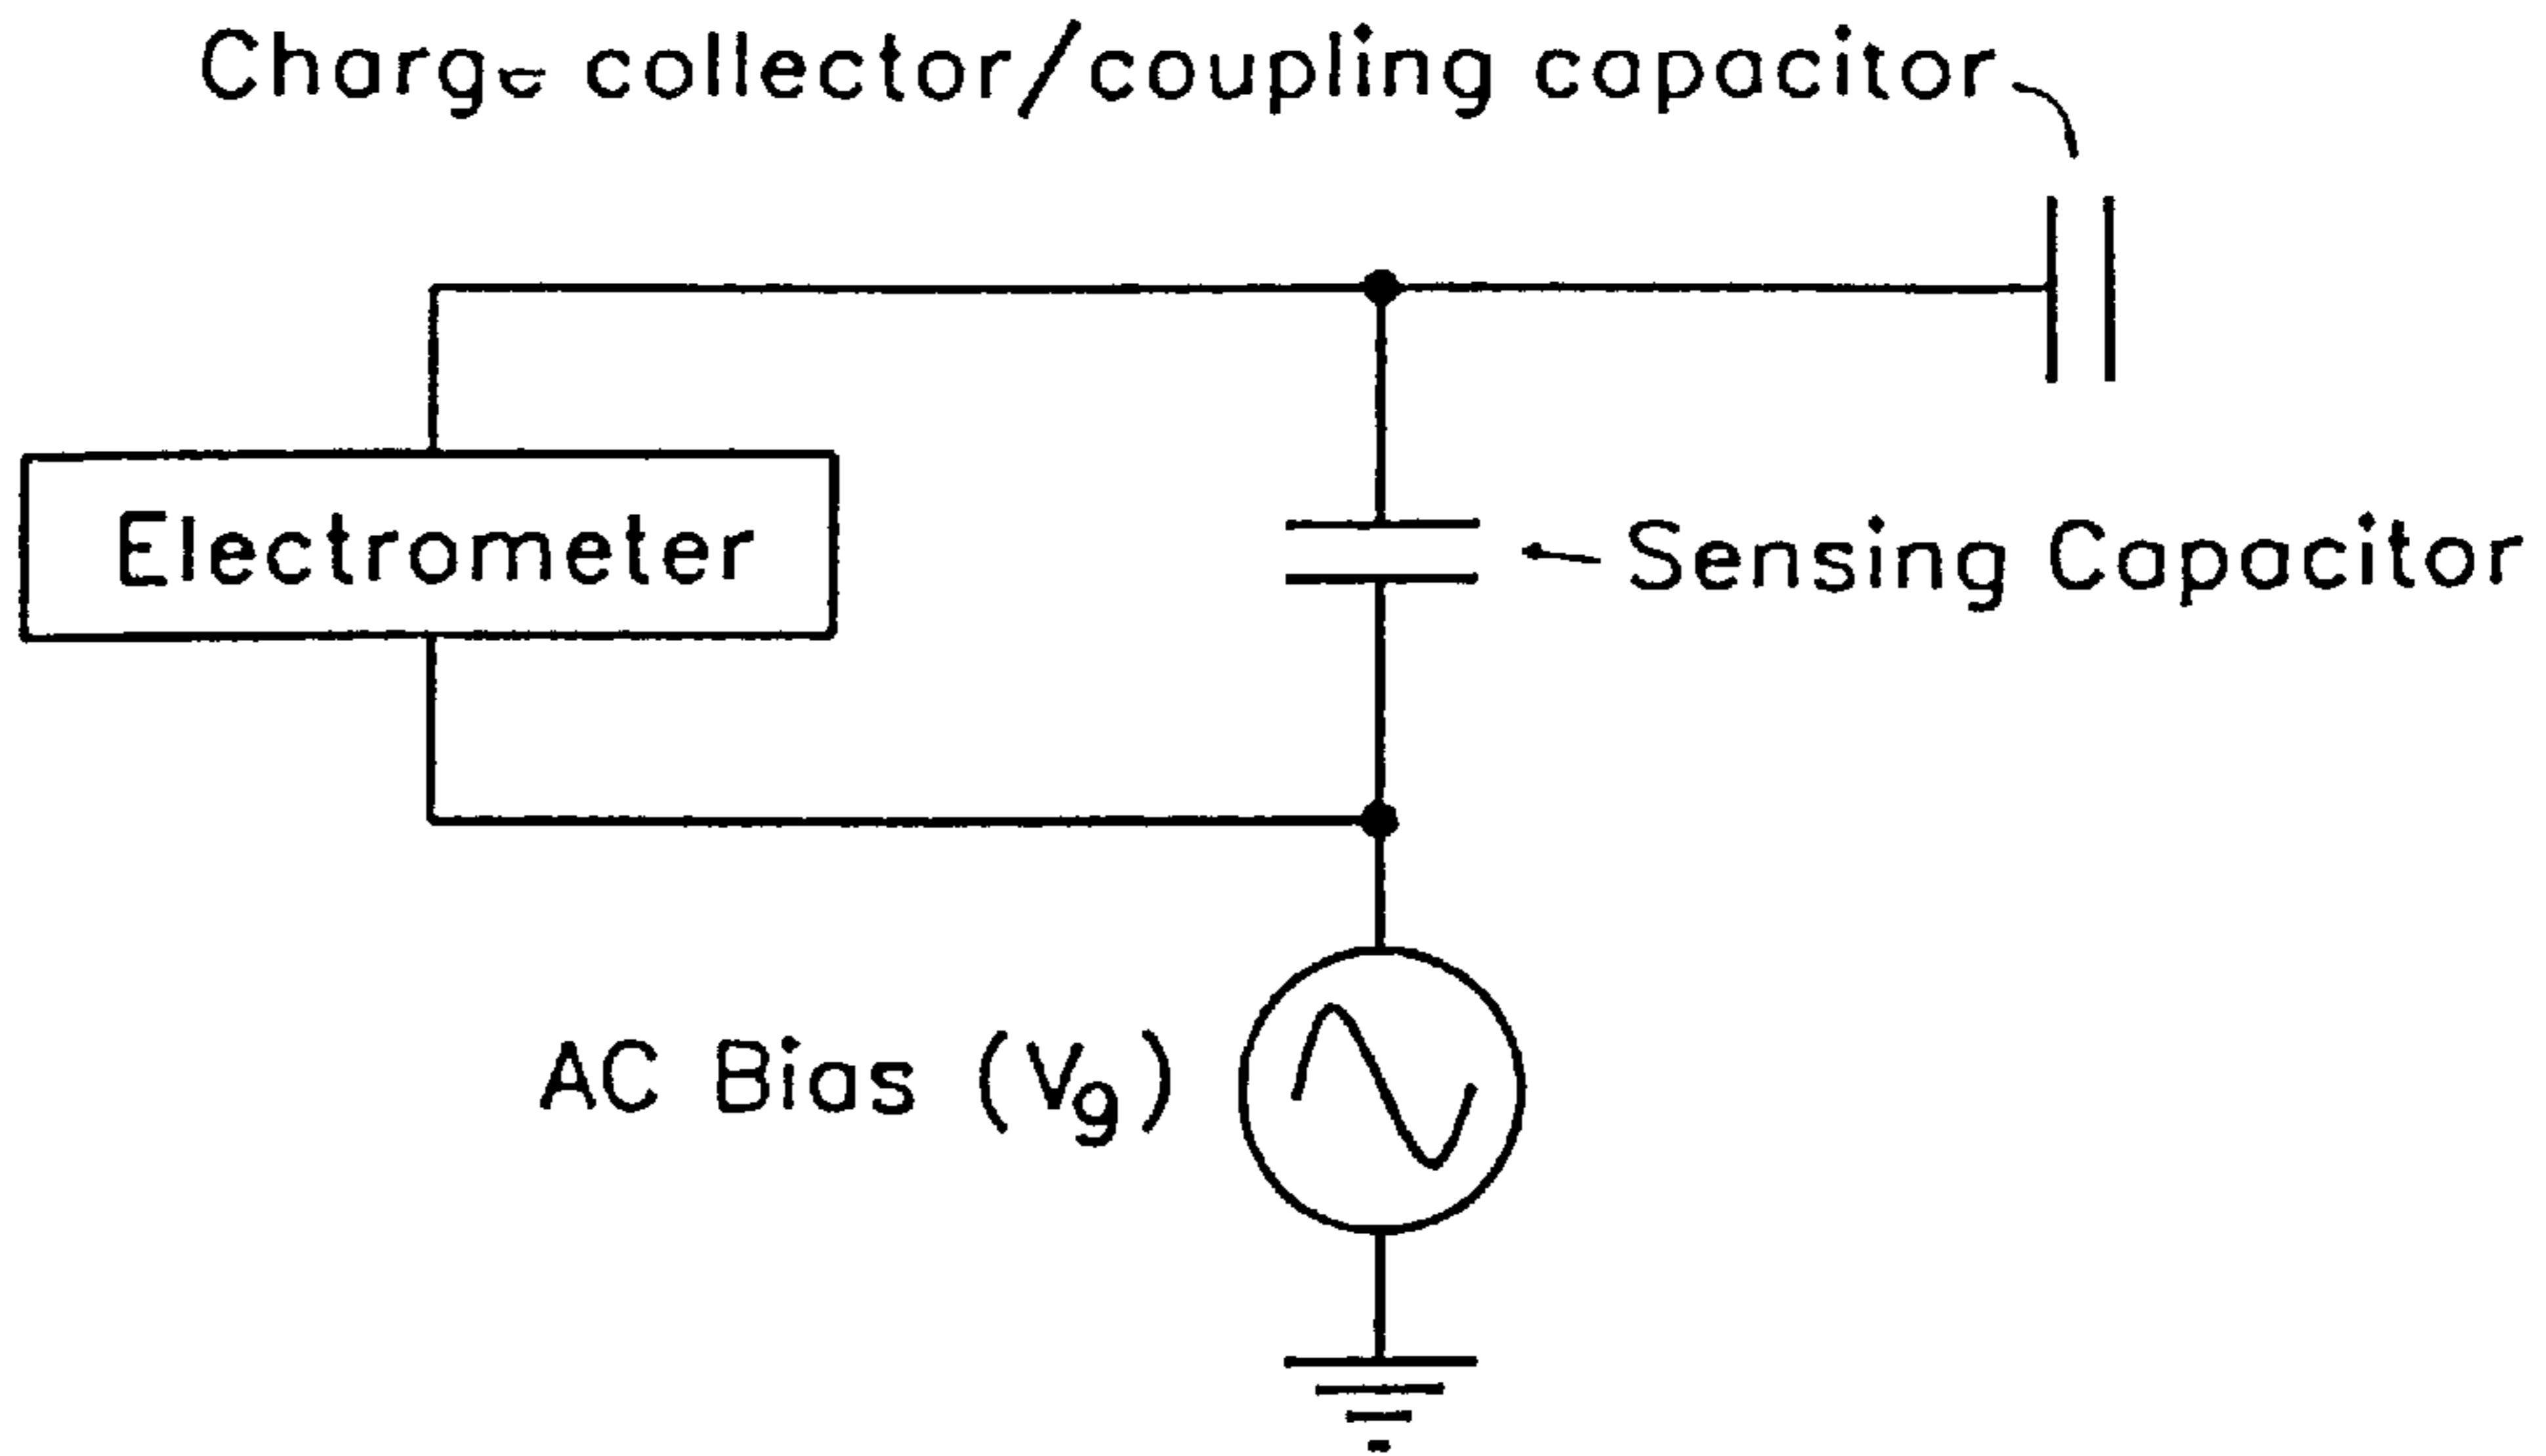 Charge collector/coupling capacitor
Electrometer
Sensing Capacitor
AC Bias (Vg)